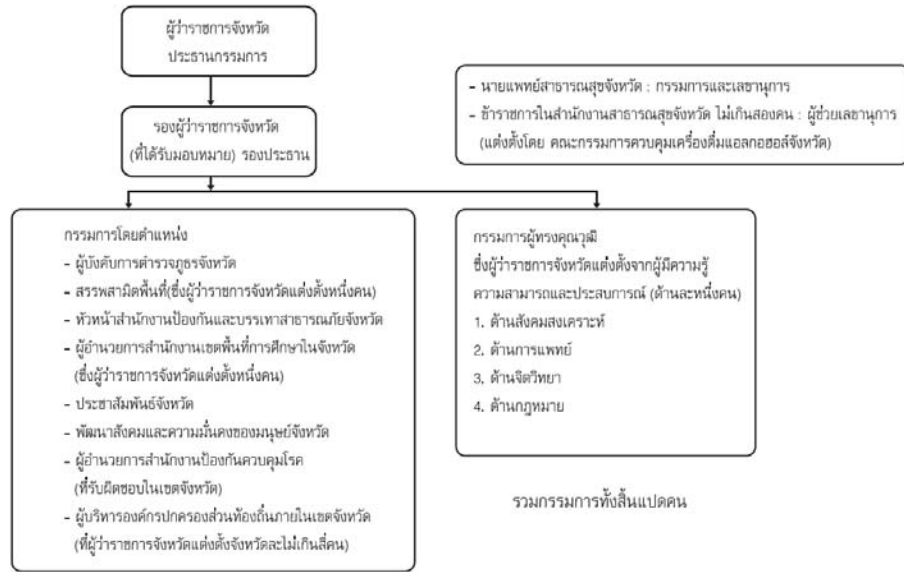 ผู้ว่าราชการจังหวัด
ประธานกรรมการ
รองผู้ว่าราชการจังหวัด
(ที่ได้รับมอบหมาย) รองประธาน
- นายแพทย์สาธารณสุขจังหวัด : กรรมการและเลขานุการ
- ข้าราชการในสำนักงานสาธารณสุขจังหวัด ไม่เกินสองคน : ผู้ช่วยเลขานุการ
(แต่งตั้งโดย คณะกรรมการควบคุมเครื่องดื่มแอลกอฮอล์จังหวัด)
กรรมการโดยตำแหน่ง
- ผู้บังคับการตำรวจภูธรจังหวัด
- สรรพสามิตพื้นที่(ซึ่งผู้ว่าราชการจังหวัดแต่งตั้งหนึ่งคน)
- หัวหน้าสำนักงานป้องกันและบรรเทาสาธารณภัยจังหวัด
- ผู้อำนวยการสำนักงานเขตพื้นที่การศึกษาในจังหวัด
(ซึ่งผู้ว่าราชการจังหวัดแต่งตั้งหนึ่งคน)
- ประชาสัมพันธ์จังหวัด
- พัฒนาสังคมและความมั่นคงของมนุษย์จังหวัด
- ผู้อำนวยการสำนักงานป้องกันควบคุมโรค
(ที่รับผิดชอบในเขตจังหวัด)
- ผู้บริหารองค์กรปกครองส่วนท้องถิ่นภายในเขตจังหวัด
(ที่ผู้ว่าราชการจังหวัดแต่งตั้งจังหวัดละไม่เกินสี่คน)
กรรมการผู้ทรงคุณวุฒิ
ซึ่งผู้ว่าราชการจังหวัดแต่งตั้งจากผู้มีความรู้
ความสามารถและประสบการณ์ (ด้านละหนึ่งคน)
1. ด้านสังคมสงเคราะห์
2. ด้านการแพทย์
3. ด้านจิตวิทยา
4. ด้านกฎหมาย
รวมกรรมการทั้งสิ้นแปดคน